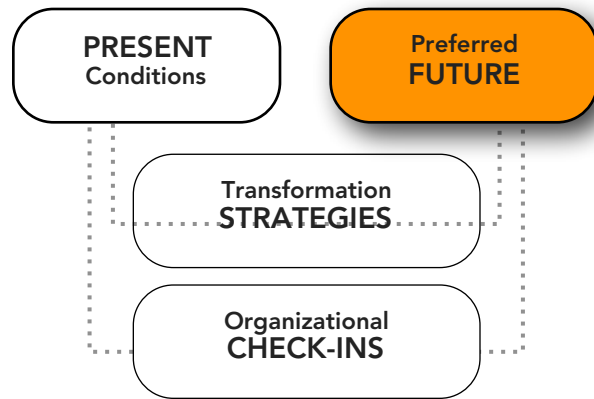 PRESENT
Conditions
Preferred
FUTURE
Transformation
STRATEGIES
Organizational
CHECK-INS